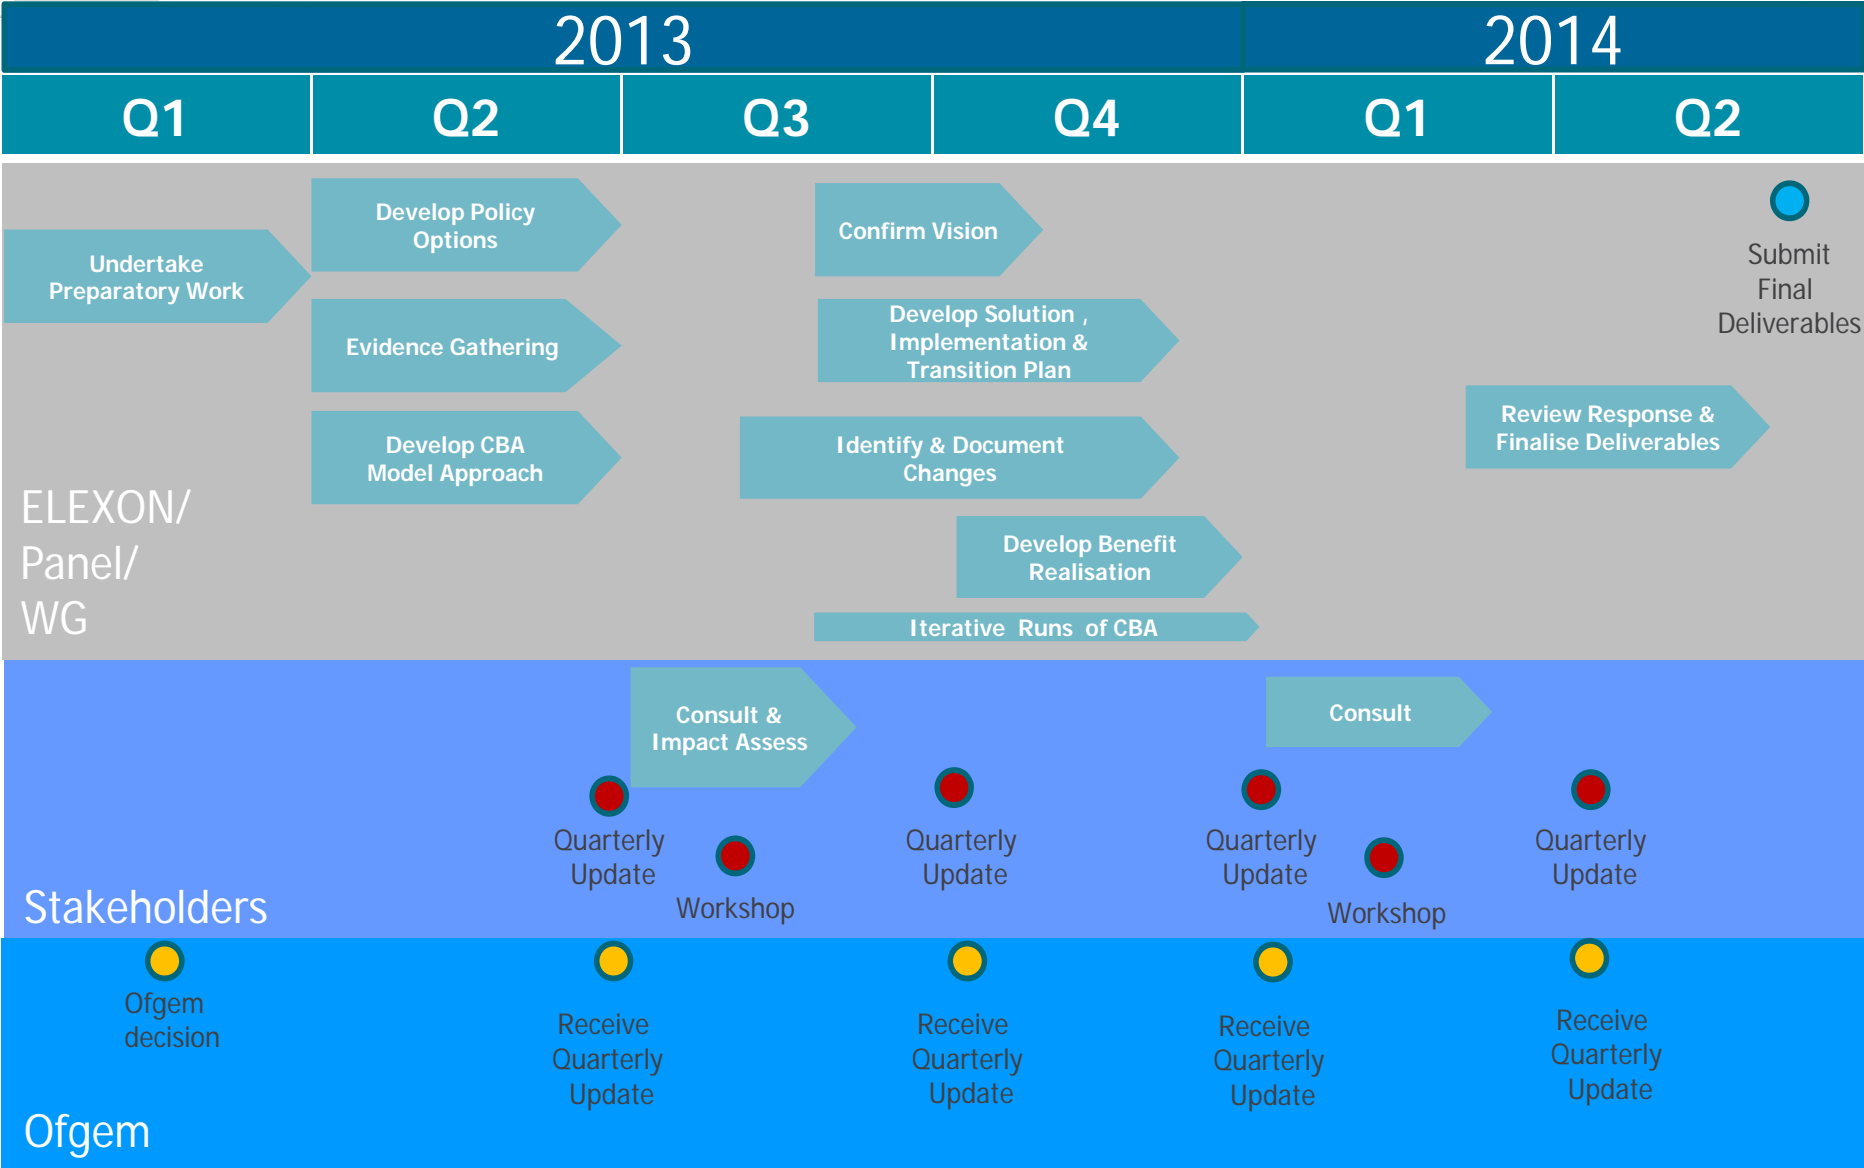 2013
2014
Q1
Q2
Q3
Q4
Q1
Q2
Undertake
Preparatory Work
Develop Policy
Options
Evidence Gathering
Develop CBA
Model Approach
Confirm Vision
Develop Solution ,
Implementation &
Transition Plan
Identify & Document
Changes
Develop Benefit
Realisation
Iterative Runs of CBA
Review Response &
Finalise Deliverables
Submit
Final
Deliverables
ELEXON/
Panel/
WG
Consult &
Impact Assess
Consult
Quarterly
Update
Workshop
Quarterly
Update
Quarterly
Update
Workshop
Quarterly
Update
Stakeholders
Ofgem
decision
Receive
Quarterly
Update
Receive
Quarterly
Update
Receive
Quarterly
Update
Receive
Quarterly
Update
Ofgem